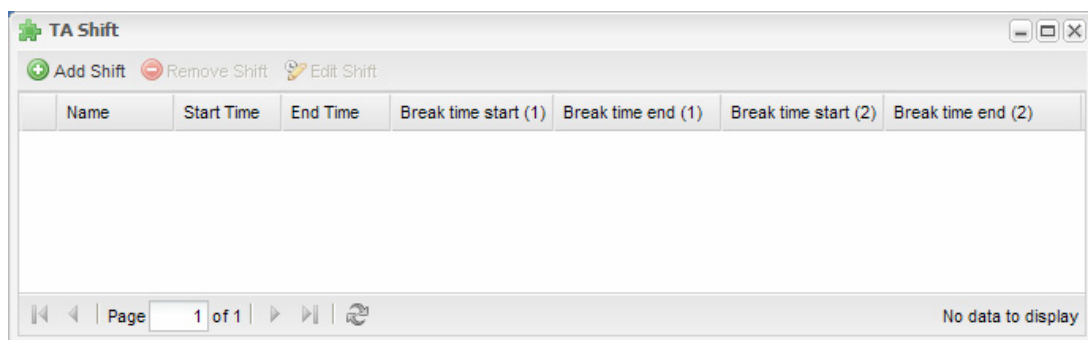 TA Shift
Add Shift Remove Shift Edit Shift
Name Start Time End Time Break time start (1) Break time end (1) Break time start (2) Break time end (2)
Page 1 of 1 No data to display